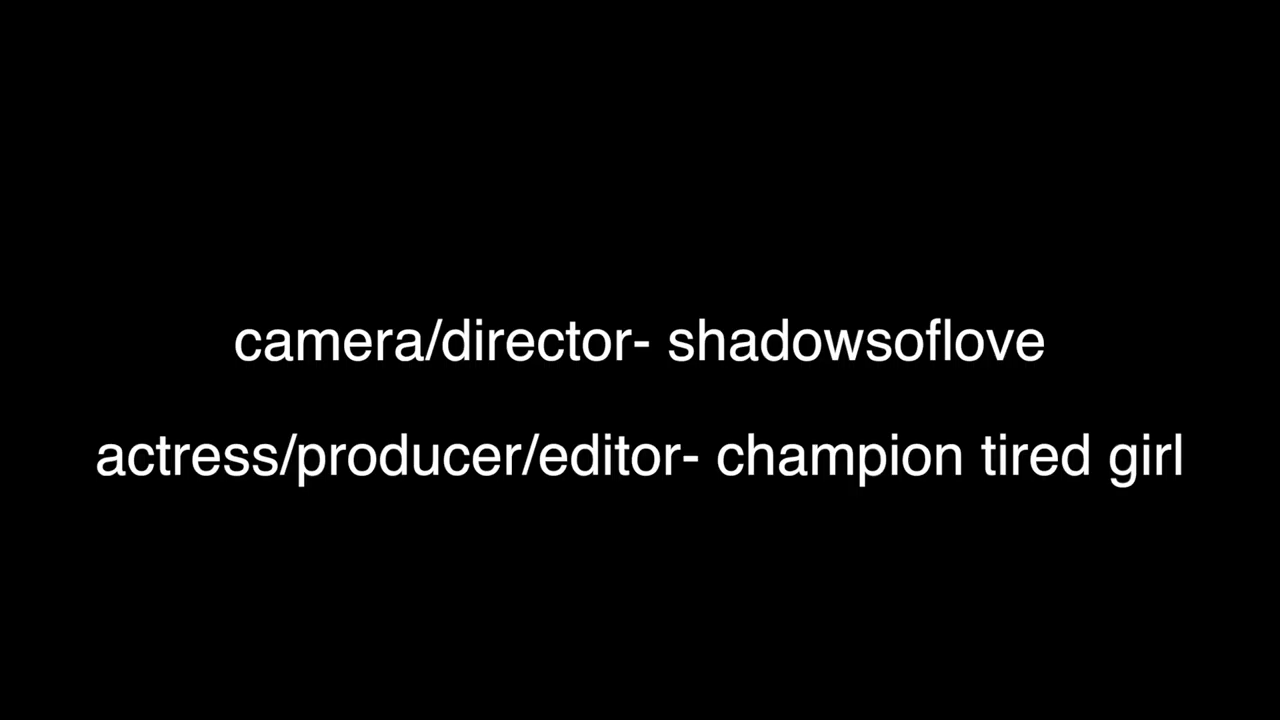 camera/director- shadowsoflove
actress/producer/editor- champion tired girl